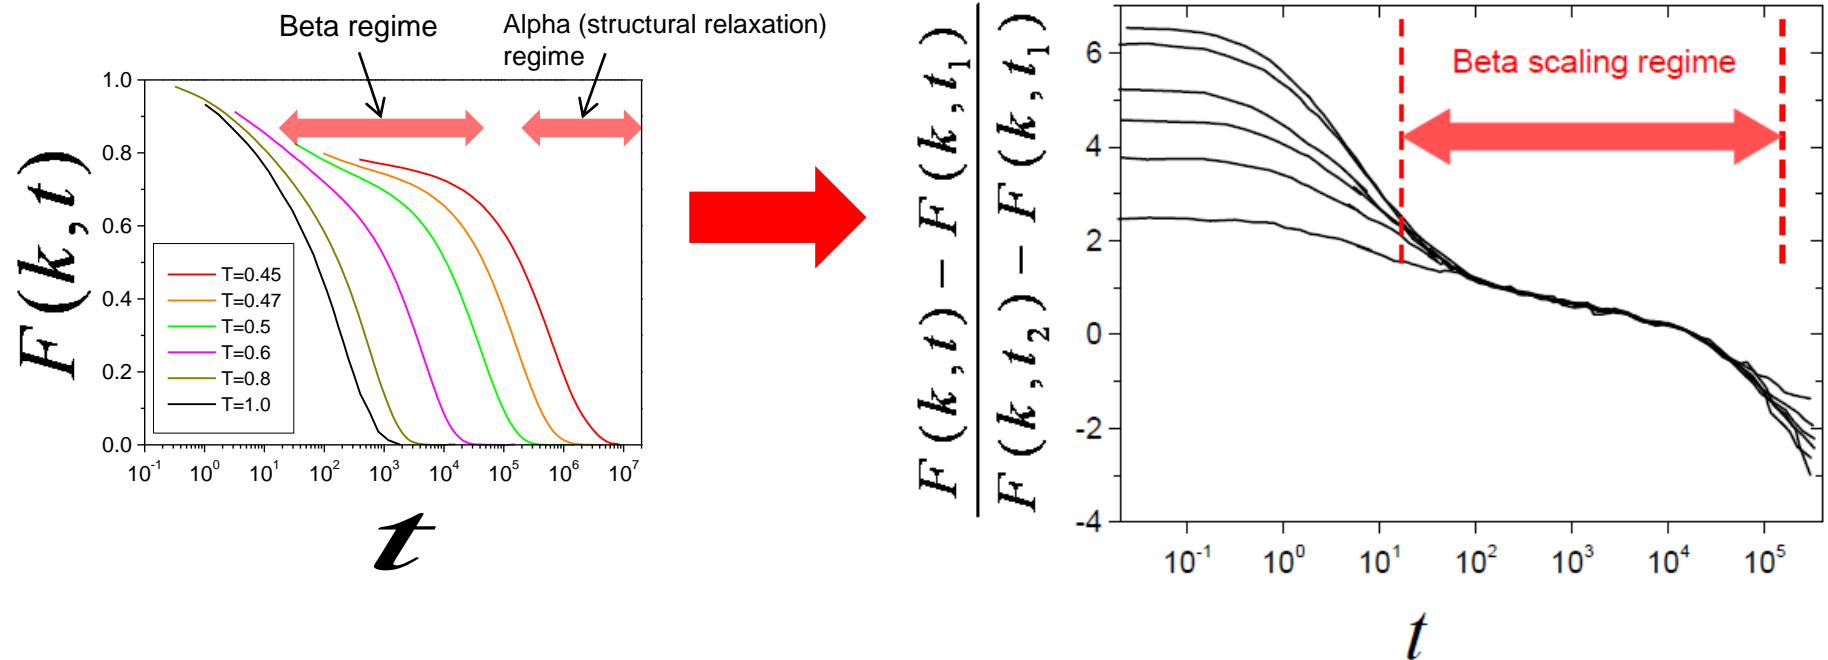 Beta regime
Alpha (structural relaxation)
regime
F(k,t)
1.0
0.8
0.6
0.4
0.2
0.0
T=0.45
T=0.47
T=0.5
T=0.6
T=0.8
T=1.0
10^-1 10^0 10^1 10^2 10^3 10^4 10^5 10^6 10^7
t
F(k,t) − F(k,t_1)
F(k,t_2) − F(k,t_1)
Beta scaling regime
6
4
2
0
-2
-4
10^-1 10^0 10^1 10^2 10^3 10^4 10^5
t